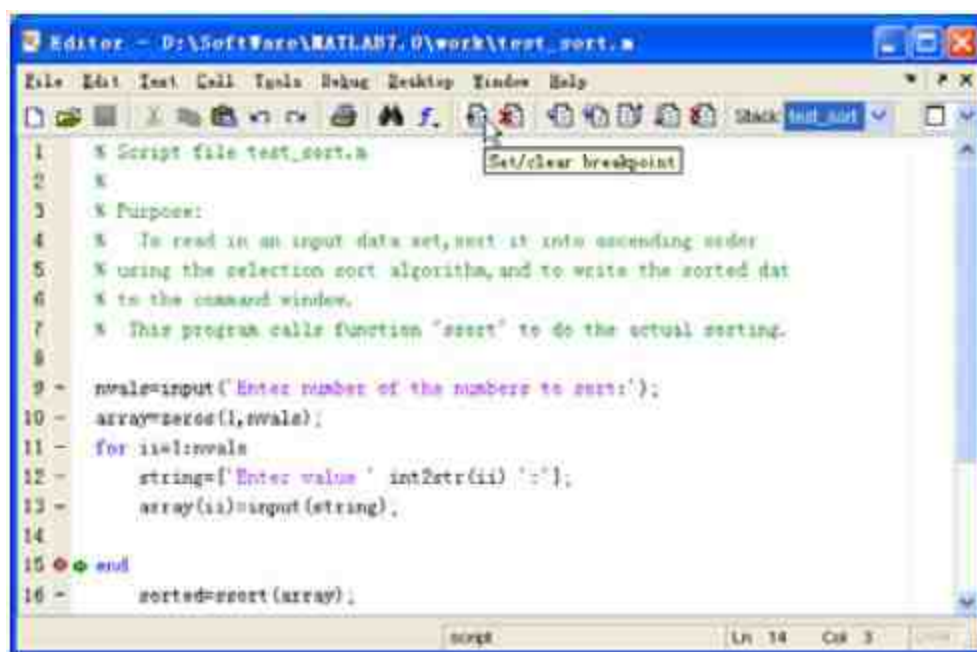 Editor - D:\SoftWare\MATLAB7.0\work\test_sort.m
File Edit Text Cell Tools Debug Desktop Window Help
Stack: test_sort
Set/clear breakpoint
1 % Script file test_sort.m
2 %
3 % Purpose:
4 % To read in an input data set,sort it into ascending order
5 % using the selection sort algorithm,and to write the sorted dat
6 % to the command window.
7 % This program calls function "ssort" to do the actual sorting.
8
9 - nvals=input('Enter number of the numbers to sort:');
10 - array=zeros(1,nvals);
11 - for ii=1:nvals
12 - string=['Enter value ' int2str(ii) ':'];
13 - array(ii)=input(string);
14
15 end
16 - sorted=ssort(array);
script Ln 14 Col 3